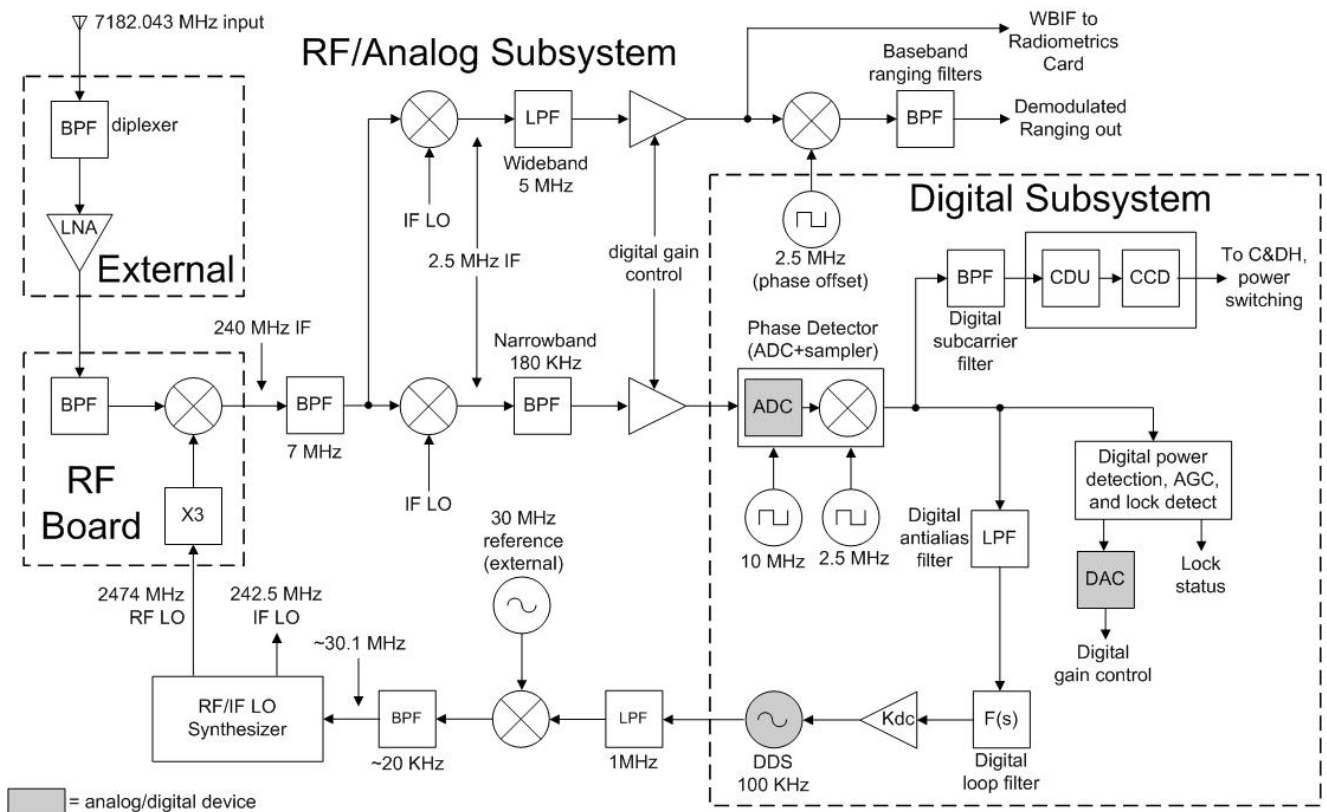 7182.043 MHz input
RF/Analog Subsystem
WBIF to
Radiometrics
Card
Baseband
ranging filters
BPF
diplexer
LPF
BPF
Demodulated
Ranging out
Wideband
5 MHz
LNA
External
IF LO
2.5 MHz IF
digital gain
control
2.5 MHz
(phase offset)
Digital Subsystem
BPF
CDU
CCD
To C&DH,
power
switching
Digital
subcarrier
filter
240 MHz IF
Narrowband
180 KHz
Phase Detector
(ADC+sampler)
BPF
BPF
7 MHz
BPF
ADC
RF
Board
X3
IF LO
10 MHz
2.5 MHz
Digital
antialias
filter
LPF
Digital power
detection, AGC,
and lock detect
DAC
Lock
status
Digital
gain control
30 MHz
reference
(external)
2474 MHz
RF LO
242.5 MHz
IF LO
~30.1 MHz
RF/IF LO
Synthesizer
BPF
~20 KHz
LPF
1MHz
DDS
100 KHz
Kdc
F(s)
Digital
loop filter
= analog/digital device